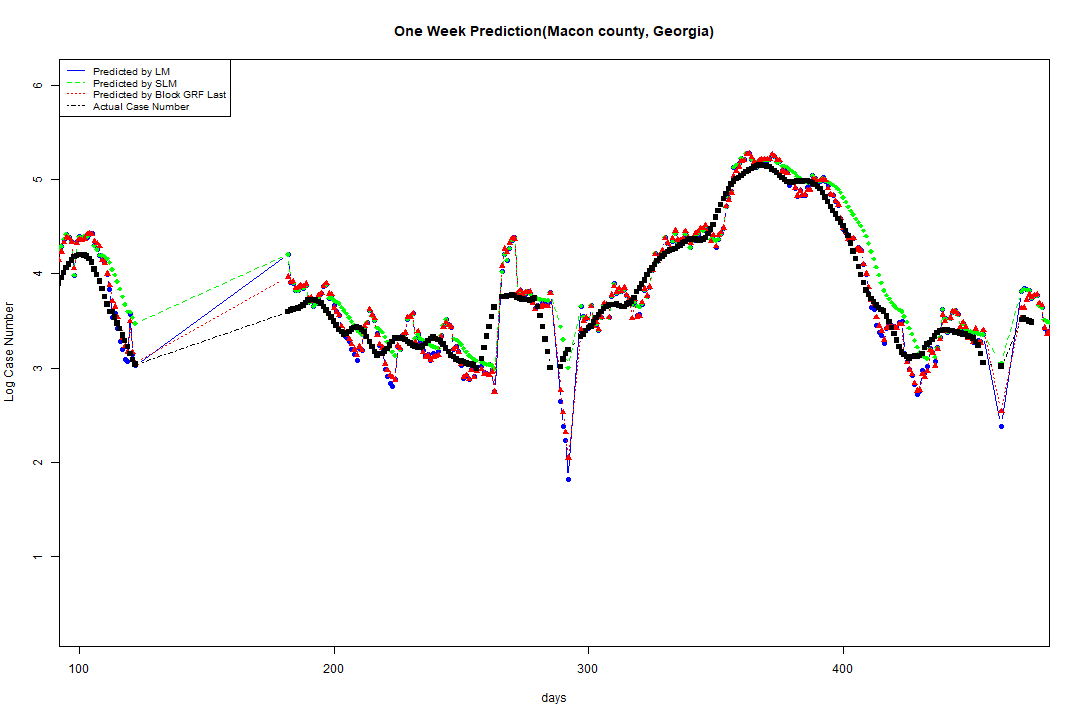 One Week Prediction(Macon county, Georgia)
Predicted by LM
Predicted by SLM
Predicted by Block GRF Last
Actual Case Number
6
5
4
3
2
1
Log Case Number
100 200 300 400
days